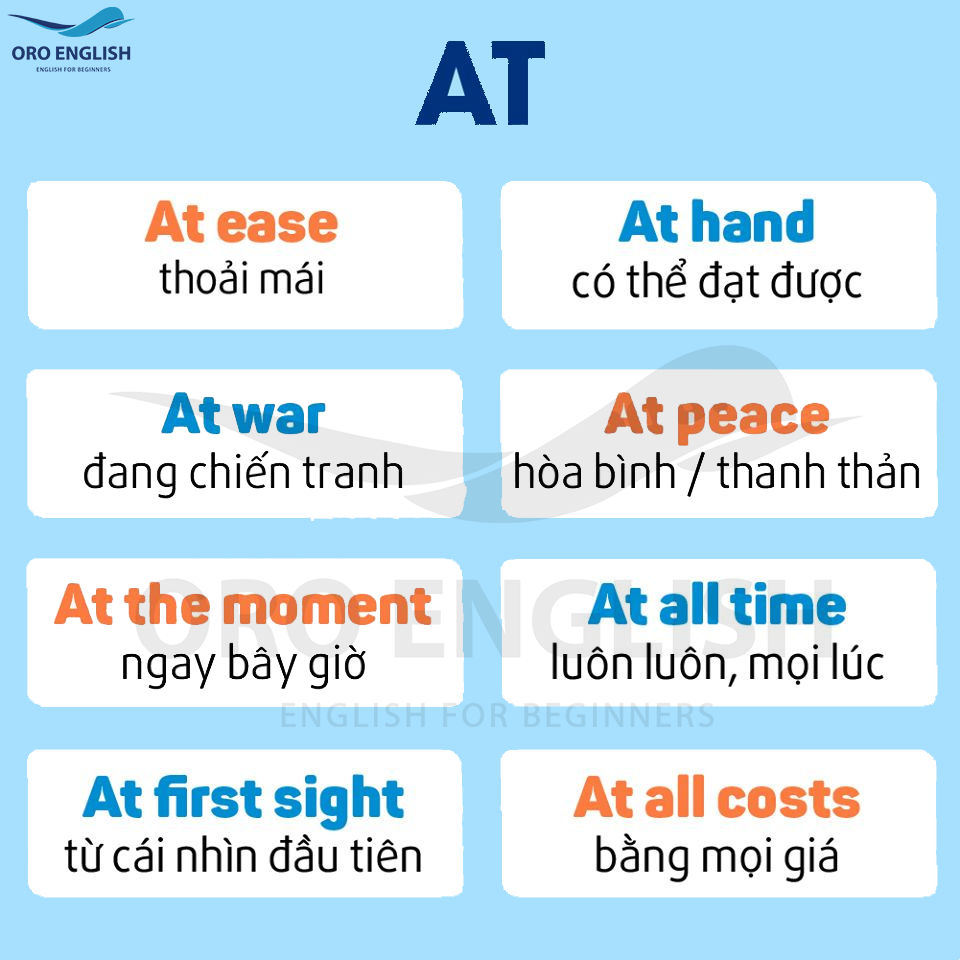 ORO ENGLISH
ENGLISH FOR BEGINNERS
AT
At ease
thoải mái
At hand
có thể đạt được
At war
đang chiến tranh
At peace
hòa bình / thanh thản
At the moment
ngay bây giờ
At all time
luôn luôn, mọi lúc
ORO ENGLISH
ENGLISH FOR BEGINNERS
At first sight
từ cái nhìn đầu tiên
At all costs
bằng mọi giá